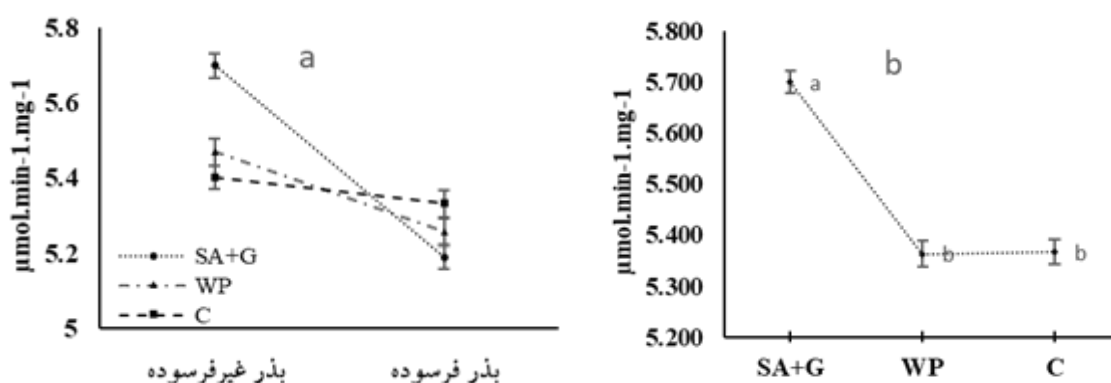 a
μmol.min-1.mg-1
5.8
5.6
5.4
5.2
5
SA+G
WP
C
بذر غیرفرسوده
بذر فرسوده
b
μmol.min-1.mg-1
5.800
5.700
5.600
5.500
5.400
5.300
5.200
a
b
b
SA+G
WP
C